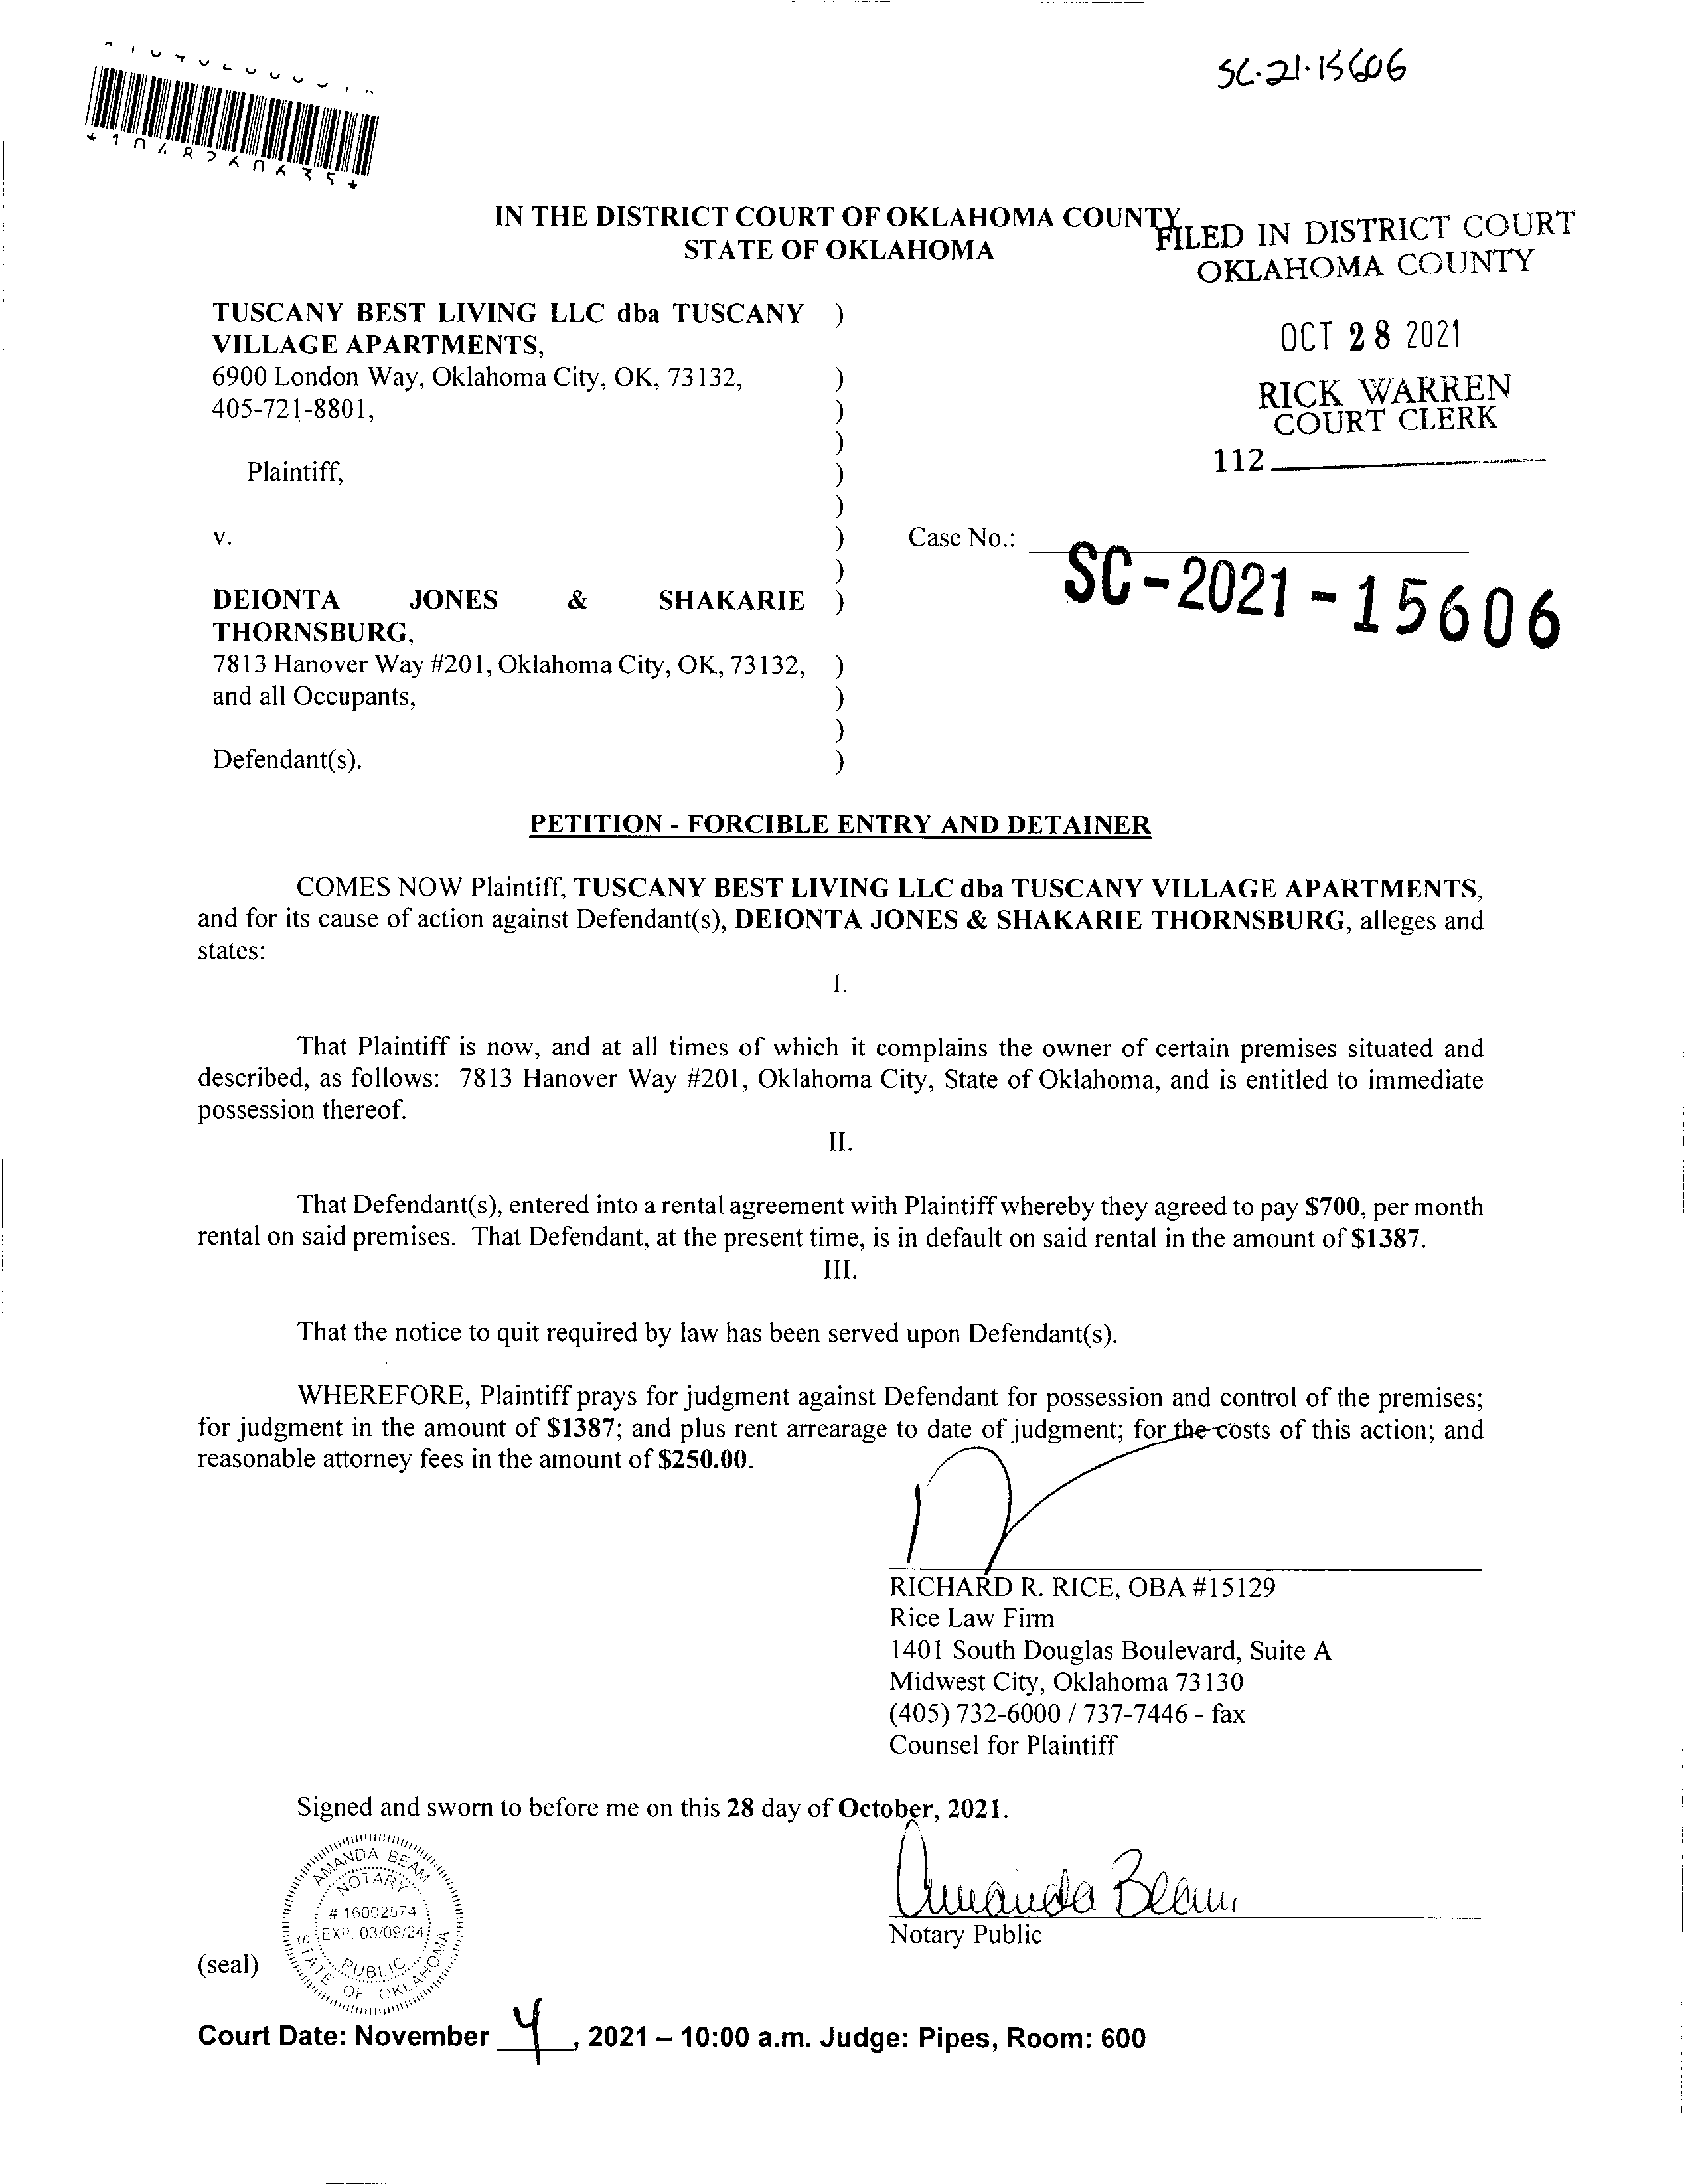 SC-21-15606
*1048260635*
IN THE DISTRICT COURT OF OKLAHOMA COUNTY
STATE OF OKLAHOMA
FILED IN DISTRICT COURT
OKLAHOMA COUNTY
OCT 28 2021
RICK WARREN
COURT CLERK
112
TUSCANY BEST LIVING LLC dba TUSCANY )
VILLAGE APARTMENTS,
6900 London Way, Oklahoma City, OK, 73132, )
405-721-8801, )
)
Plaintiff, )
)
v. ) Case No.:
SC-2021-15606
)
DEIONTA JONES & SHAKARIE )
THORNSBURG,
7813 Hanover Way #201, Oklahoma City, OK, 73132, )
and all Occupants, )
)
Defendant(s). )
PETITION - FORCIBLE ENTRY AND DETAINER
COMES NOW Plaintiff, TUSCANY BEST LIVING LLC dba TUSCANY VILLAGE APARTMENTS,
and for its cause of action against Defendant(s), DEIONTA JONES & SHAKARIE THORNSBURG, alleges and
states:
I.
That Plaintiff is now, and at all times of which it complains the owner of certain premises situated and
described, as follows: 7813 Hanover Way #201, Oklahoma City, State of Oklahoma, and is entitled to immediate
possession thereof.
II.
That Defendant(s), entered into a rental agreement with Plaintiff whereby they agreed to pay $700, per month
rental on said premises. That Defendant, at the present time, is in default on said rental in the amount of $1387.
III.
That the notice to quit required by law has been served upon Defendant(s).
WHEREFORE, Plaintiff prays for judgment against Defendant for possession and control of the premises;
for judgment in the amount of $1387; and plus rent arrearage to date of judgment; for the costs of this action; and
reasonable attorney fees in the amount of $250.00.
RICHARD R. RICE, OBA #15129
Rice Law Firm
1401 South Douglas Boulevard, Suite A
Midwest City, Oklahoma 73130
(405) 732-6000 / 737-7446 - fax
Counsel for Plaintiff
Signed and sworn to before me on this 28 day of October, 2021.
AMANDA BEAM
NOTARY
# 16002574
EXP. 03/09/24
PUBLIC
STATE OF OKLAHOMA
Amanda Beam
Notary Public
(seal)
Court Date: November 4, 2021 – 10:00 a.m. Judge: Pipes, Room: 600